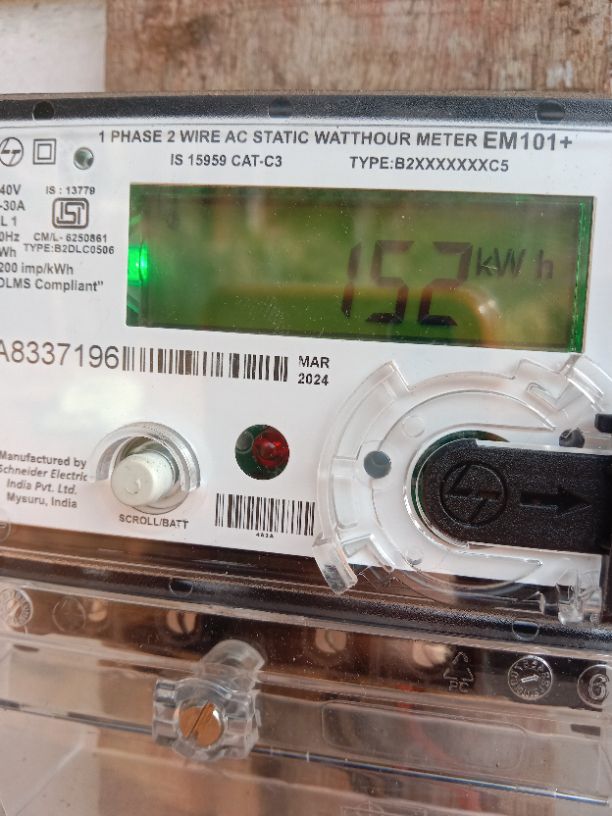 1 PHASE 2 WIRE AC STATIC WATTHOUR METER EM101+
IS 15959 CAT-C3 TYPE:B2XXXXXXXC5
40V IS : 13779
-30A
L 1
0Hz CM/L- 6250861
Wh TYPE:B2DLC0506
200 imp/kWh
DLMS Compliant"
152 kWh
A8337196
MAR
2024
Manufactured by
Schneider Electric
India Pvt. Ltd.
Mysuru, India
SCROLL/BATT
PC